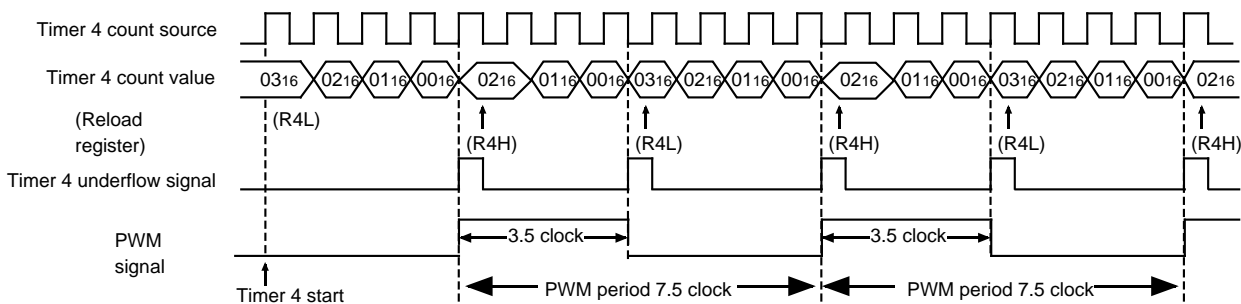 Timer 4 count source
Timer 4 count value
03₁₆ 02₁₆ 01₁₆ 00₁₆ 02₁₆ 01₁₆ 00₁₆ 03₁₆ 02₁₆ 01₁₆ 00₁₆ 02₁₆ 01₁₆ 00₁₆ 03₁₆ 02₁₆ 01₁₆ 00₁₆ 02₁₆
(Reload
register)
(R4L) (R4H) (R4L) (R4H) (R4L) (R4H)
Timer 4 underflow signal
PWM
signal
3.5 clock 3.5 clock
Timer 4 start
PWM period 7.5 clock PWM period 7.5 clock